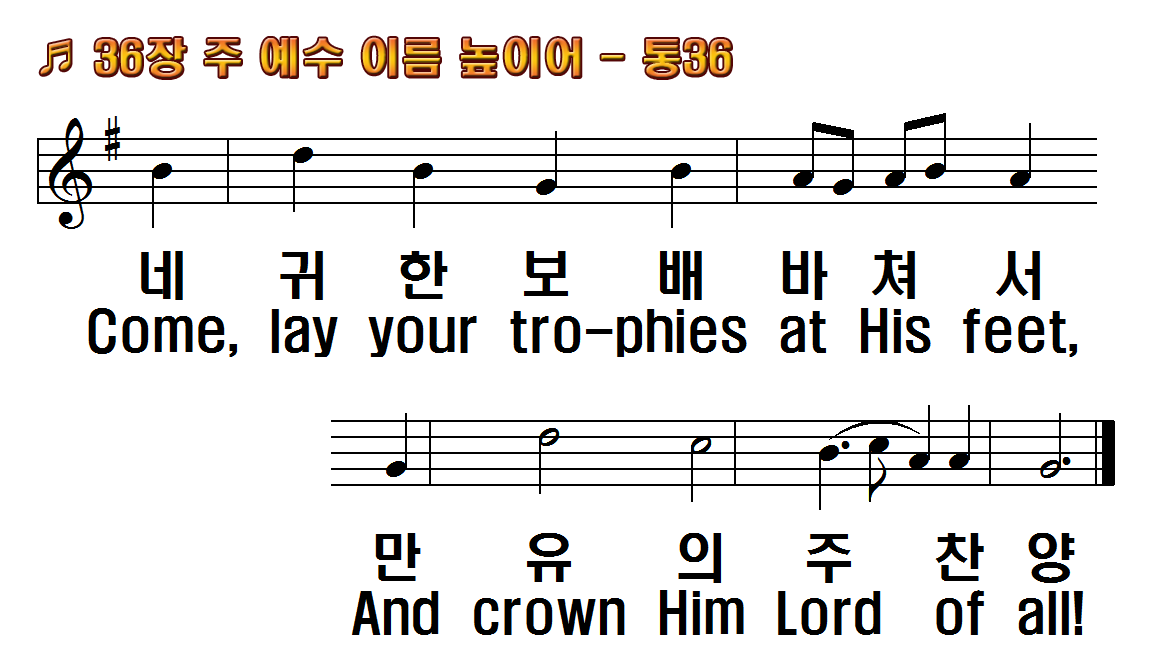 ♬ 36장 주 예수 이름 높이어 - 통36
네 귀 한 보 배 바 쳐 서
Come, lay your tro-phies at His feet,
만 유 의 주 찬 양
And crown Him Lord of all!